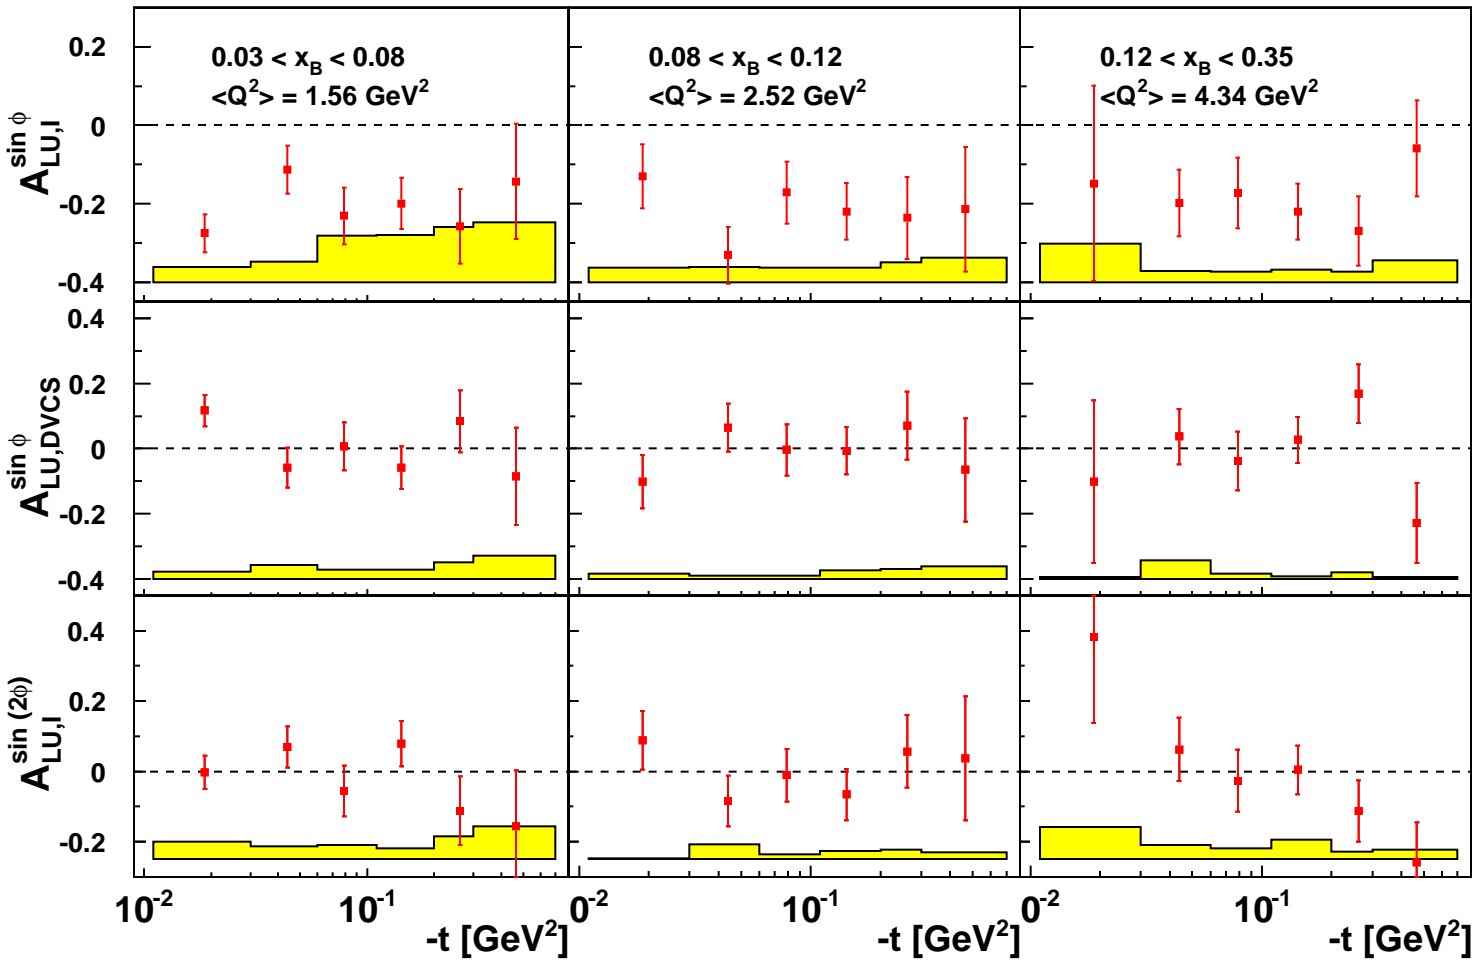 0.03 < x_B < 0.08
<Q²> = 1.56 GeV²
0.08 < x_B < 0.12
<Q²> = 2.52 GeV²
0.12 < x_B < 0.35
<Q²> = 4.34 GeV²
A_LU,I^sin ϕ
0.2
0
-0.2
-0.4
A_LU,DVCS^sin ϕ
0.4
0.2
0
-0.2
-0.4
A_LU,I^sin (2ϕ)
0.4
0.2
0
-0.2
10⁻²
10⁻¹
-t [GeV²]
0⁻²
10⁻¹
-t [GeV²]
0⁻²
10⁻¹
-t [GeV²]